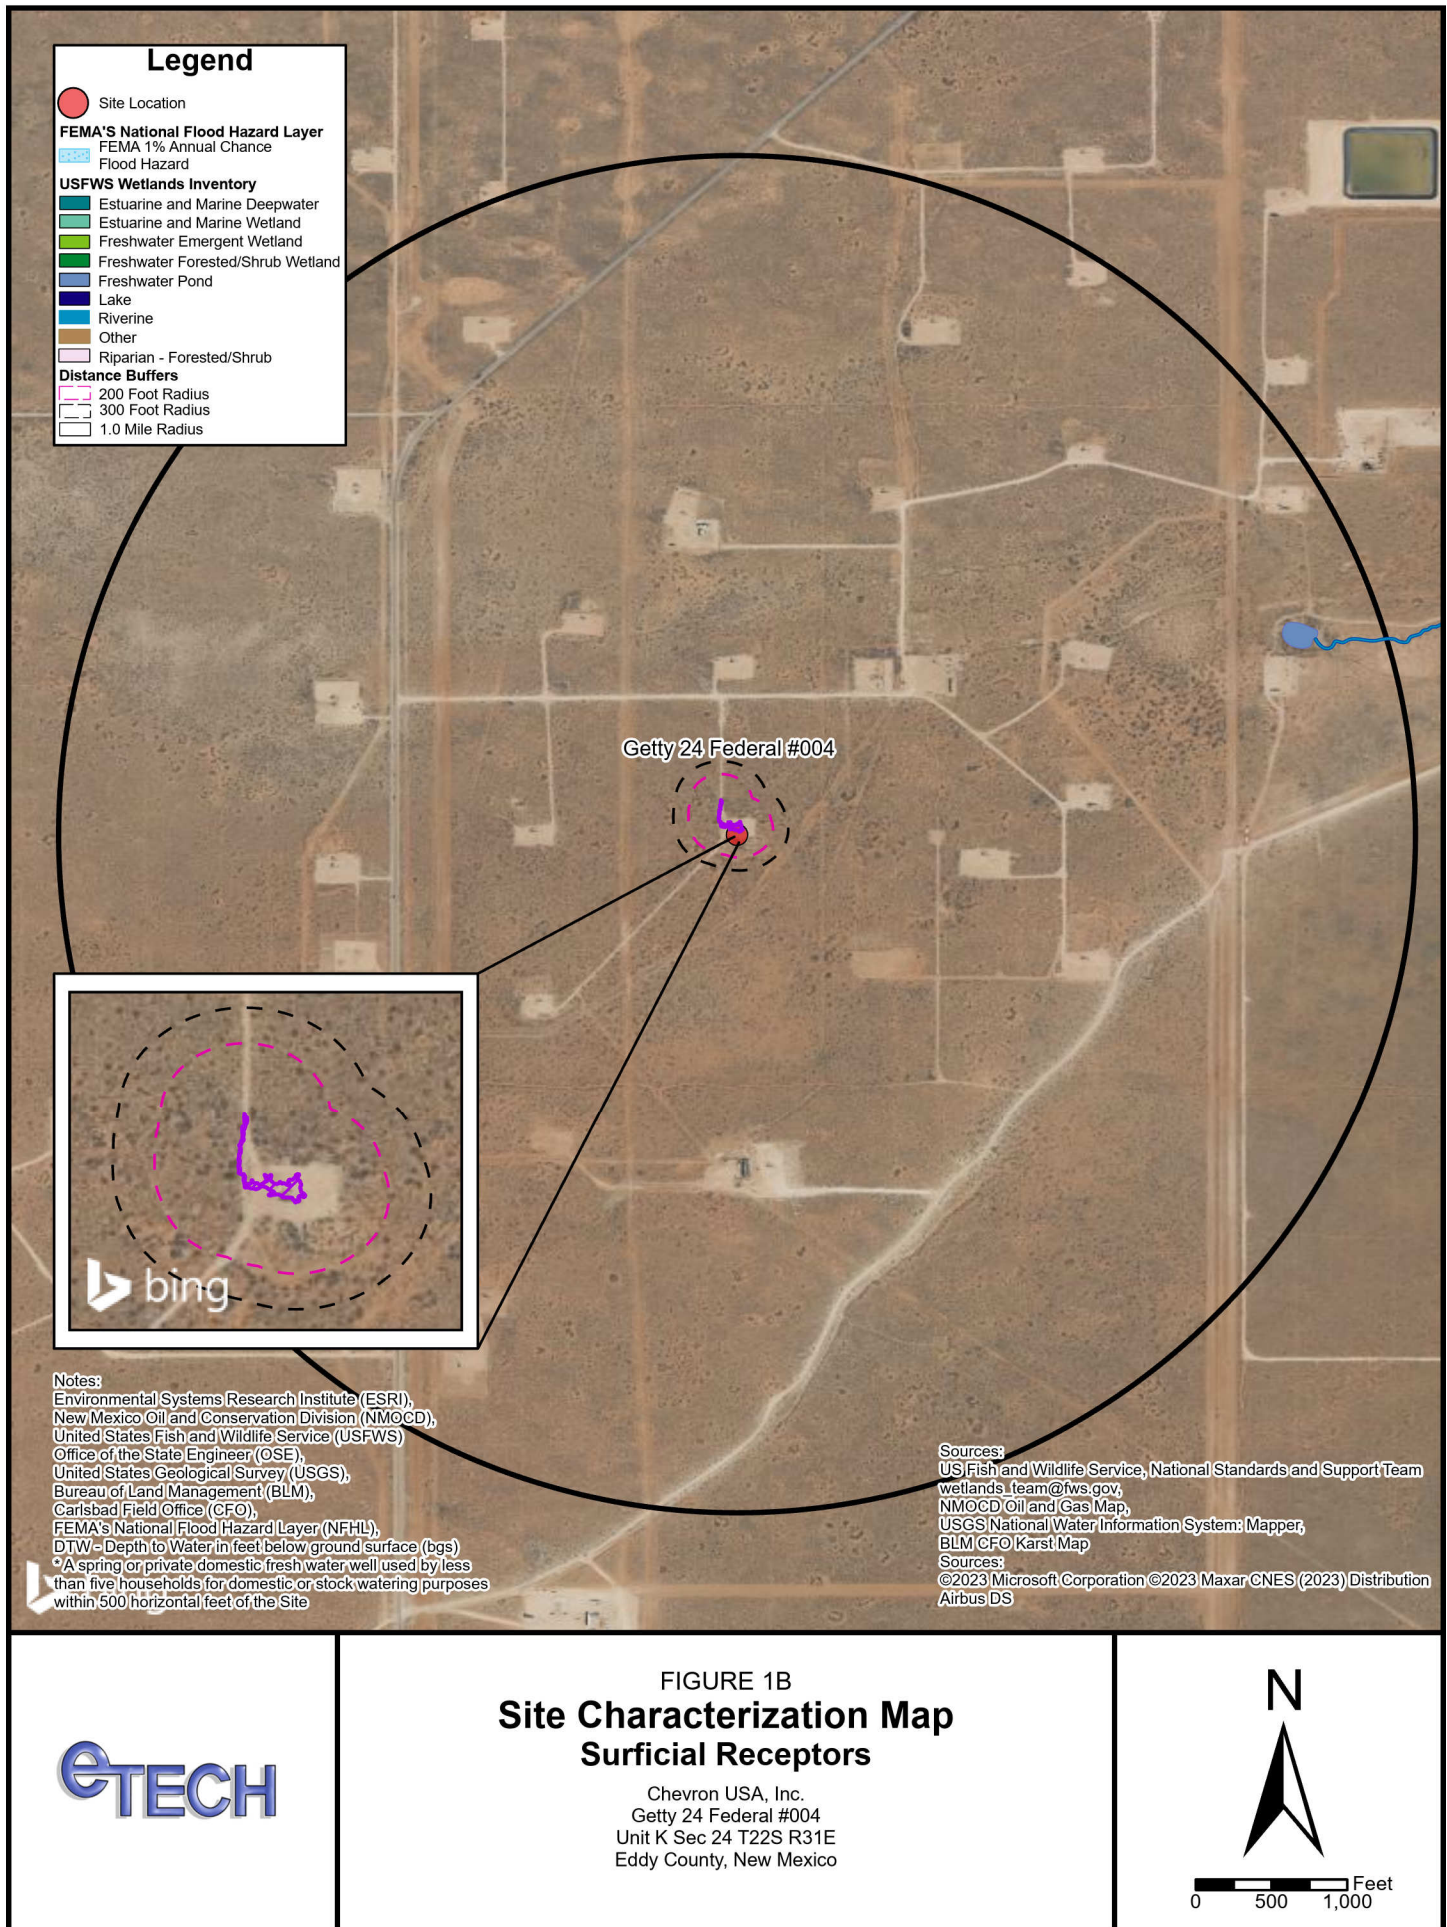 Legend
Site Location
FEMA'S National Flood Hazard Layer
FEMA 1% Annual Chance
Flood Hazard
USFWS Wetlands Inventory
Estuarine and Marine Deepwater
Estuarine and Marine Wetland
Freshwater Emergent Wetland
Freshwater Forested/Shrub Wetland
Freshwater Pond
Lake
Riverine
Other
Riparian - Forested/Shrub
Distance Buffers
200 Foot Radius
300 Foot Radius
1.0 Mile Radius
Getty 24 Federal #004
bing
Notes:
Environmental Systems Research Institute (ESRI),
New Mexico Oil and Conservation Division (NMOCD),
United States Fish and Wildlife Service (USFWS)
Office of the State Engineer (OSE),
United States Geological Survey (USGS),
Bureau of Land Management (BLM),
Carlsbad Field Office (CFO),
FEMA's National Flood Hazard Layer (NFHL),
DTW - Depth to Water in feet below ground surface (bgs)
* A spring or private domestic fresh water well used by less
than five households for domestic or stock watering purposes
within 500 horizontal feet of the Site
Sources:
US Fish and Wildlife Service, National Standards and Support Team
wetlands_team@fws.gov,
NMOCD Oil and Gas Map,
USGS National Water Information System: Mapper,
BLM CFO Karst Map
Sources:
©2023 Microsoft Corporation ©2023 Maxar CNES (2023) Distribution
Airbus DS
eTECH
FIGURE 1B
Site Characterization Map
Surficial Receptors
Chevron USA, Inc.
Getty 24 Federal #004
Unit K Sec 24 T22S R31E
Eddy County, New Mexico
N
Feet
0 500 1,000